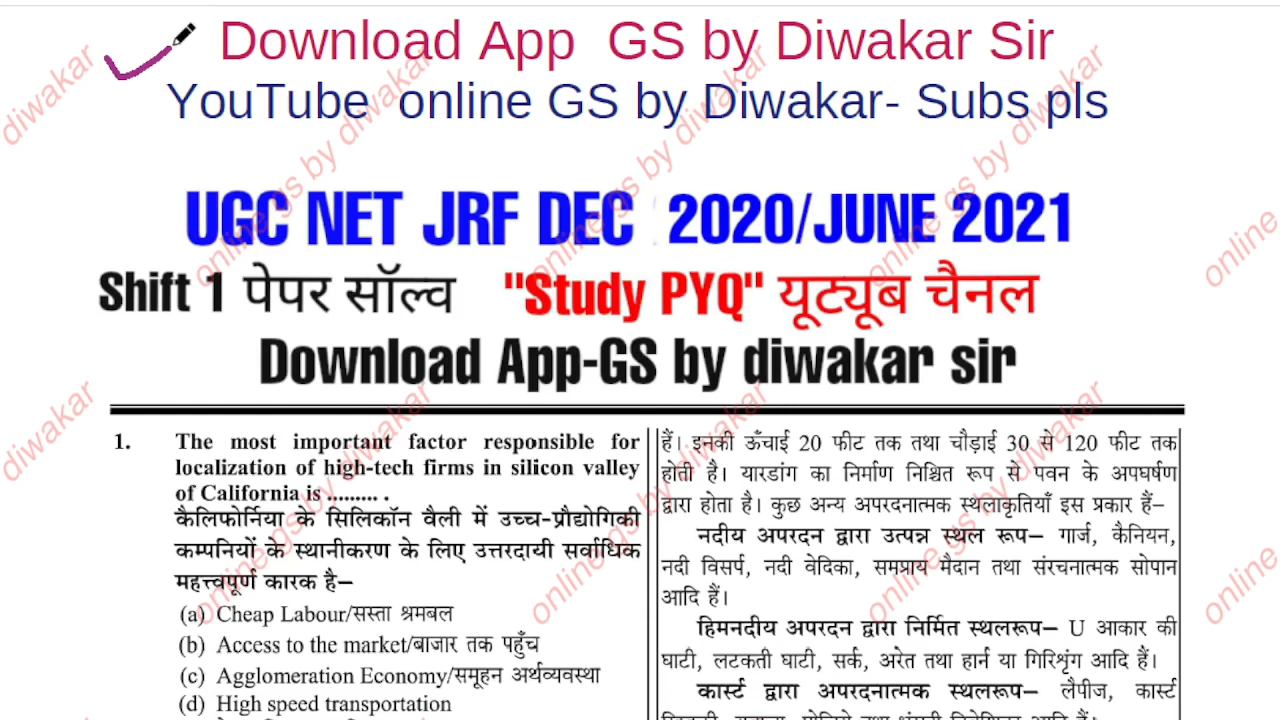 Download App GS by Diwakar Sir
YouTube online GS by Diwakar- Subs pls
UGC NET JRF DEC 2020/JUNE 2021
Shift 1 पेपर सॉल्व "Study PYQ" यूट्यूब चैनल
Download App-GS by diwakar sir
1. The most important factor responsible for
localization of high-tech firms in silicon valley
of California is ......... .
कैलिफोर्निया के सिलिकॉन वैली में उच्च-प्रौद्योगिकी
कम्पनियों के स्थानीकरण के लिए उत्तरदायी सर्वाधिक
महत्त्वपूर्ण कारक है–
(a) Cheap Labour/सस्ता श्रमबल
(b) Access to the market/बाजार तक पहुँच
(c) Agglomeration Economy/समूहन अर्थव्यवस्था
(d) High speed transportation
हैं। इनकी ऊँचाई 20 फीट तक तथा चौड़ाई 30 से 120 फीट तक
होती है। यारडांग का निर्माण निश्चित रूप से पवन के अपघर्षण
द्वारा होता है। कुछ अन्य अपरदनात्मक स्थलाकृतियाँ इस प्रकार हैं–
नदीय अपरदन द्वारा उत्पन्न स्थल रूप– गार्ज, कैनियन,
नदी विसर्प, नदी वेदिका, समप्राय मैदान तथा संरचनात्मक सोपान
आदि हैं।
हिमनदीय अपरदन द्वारा निर्मित स्थलरूप– U आकार की
घाटी, लटकती घाटी, सर्क, अरेत तथा हार्न या गिरिशृंग आदि हैं।
कार्स्ट द्वारा अपरदनात्मक स्थलरूप– लैपीज, कार्स्ट
online gs by diwakar